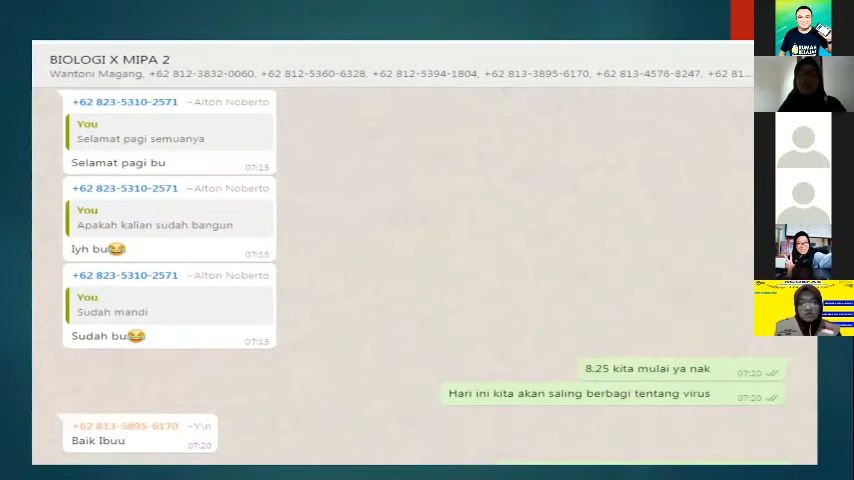 BIOLOGI X MIPA 2
Wantoni Magang, +62 812-3832-0060, +62 812-5360-6328, +62 812-5394-1804, +62 813-3895-6170, +62 813-4576-8247, +62 81...
+62 823-5310-2571 ~Alton Noberto
You
Selamat pagi semuanya
Selamat pagi bu
07:15
+62 823-5310-2571 ~Alton Noberto
You
Apakah kalian sudah bangun
Iyh bu😂
07:15
+62 823-5310-2571 ~Alton Noberto
You
Sudah mandi
Sudah bu😂
07:15
8.25 kita mulai ya nak 07:20
Hari ini kita akan saling berbagi tentang virus 07:20
+62 813-3895-6170 ~Y\n
Baik Ibuu
07:20
RUMAH
BELAJAR